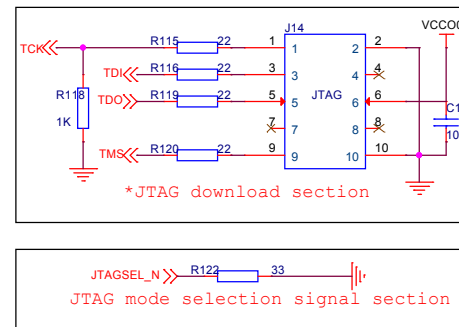 J14
VCCO
TCK
R115 22 1 1 2 2
TDI R116 22 3 3 4 4
TDO R119 22 5 5 JTAG 6 6
R118
1K
C1
10
7 7 8 8
TMS R120 22 9 9 10 10
*JTAG download section
JTAGSEL_N R122 33
JTAG mode selection signal section